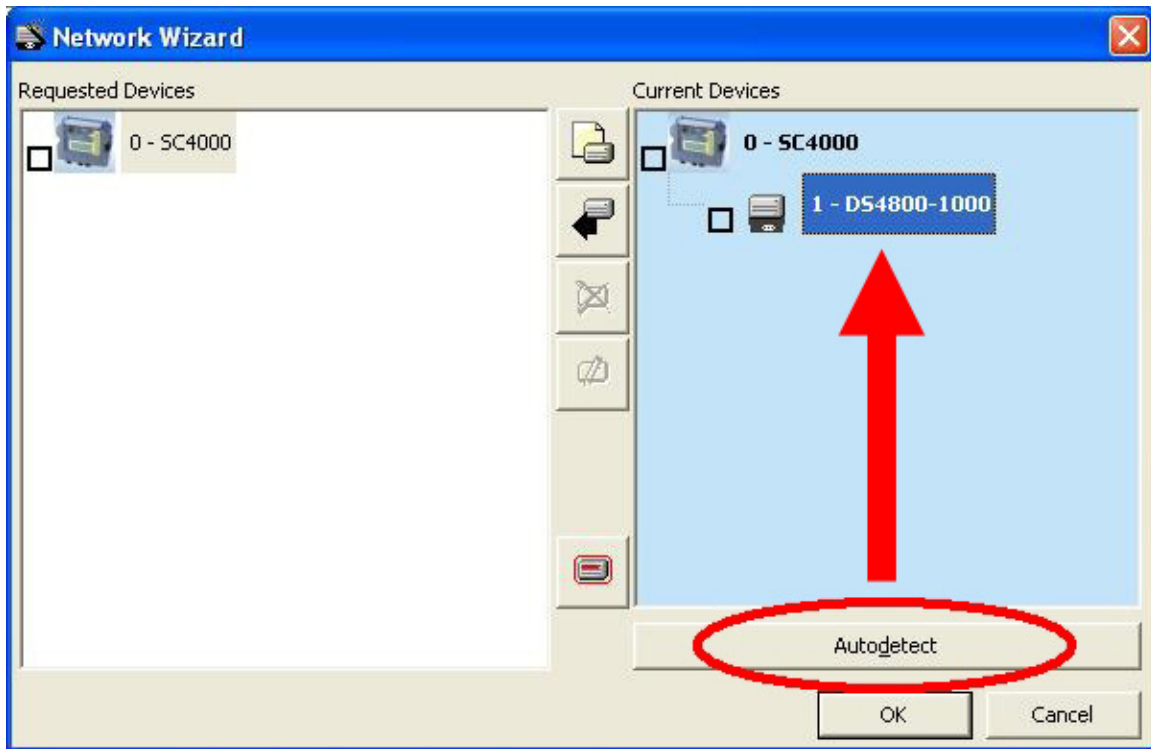 Network Wizard
Requested Devices
0 - SC4000
Current Devices
0 - SC4000
1 - DS4800-1000
Autodetect
OK
Cancel